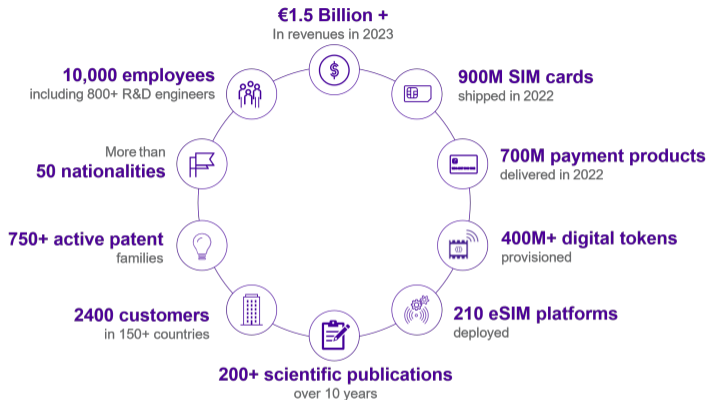 €1.5 Billion +
In revenues in 2023
900M SIM cards
shipped in 2022
700M payment products
delivered in 2022
400M+ digital tokens
provisioned
210 eSIM platforms
deployed
200+ scientific publications
over 10 years
2400 customers
in 150+ countries
750+ active patent
families
More than
50 nationalities
10,000 employees
including 800+ R&D engineers